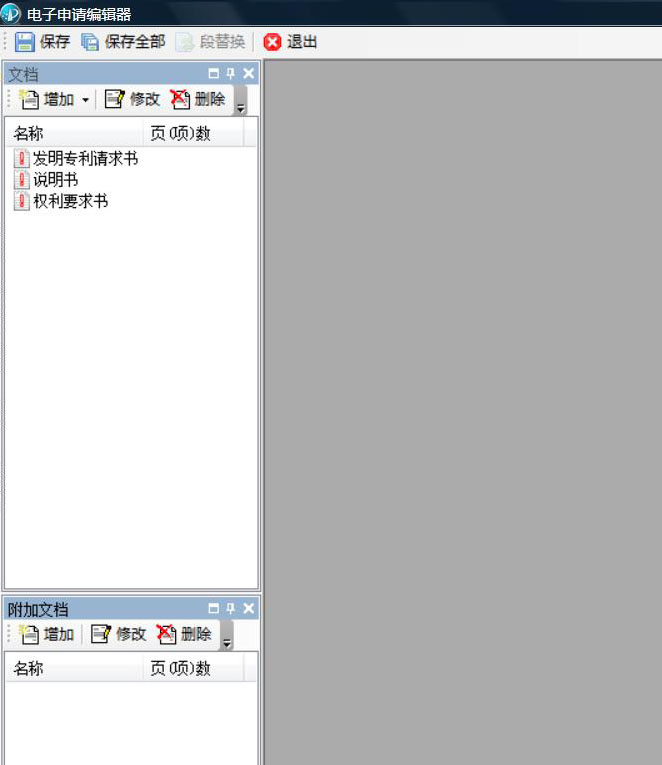 电子申请编辑器
保存 保存全部 段替换 退出
文档
增加 修改 删除
名称 页(项)数
发明专利请求书
说明书
权利要求书
附加文档
增加 修改 删除
名称 页(项)数